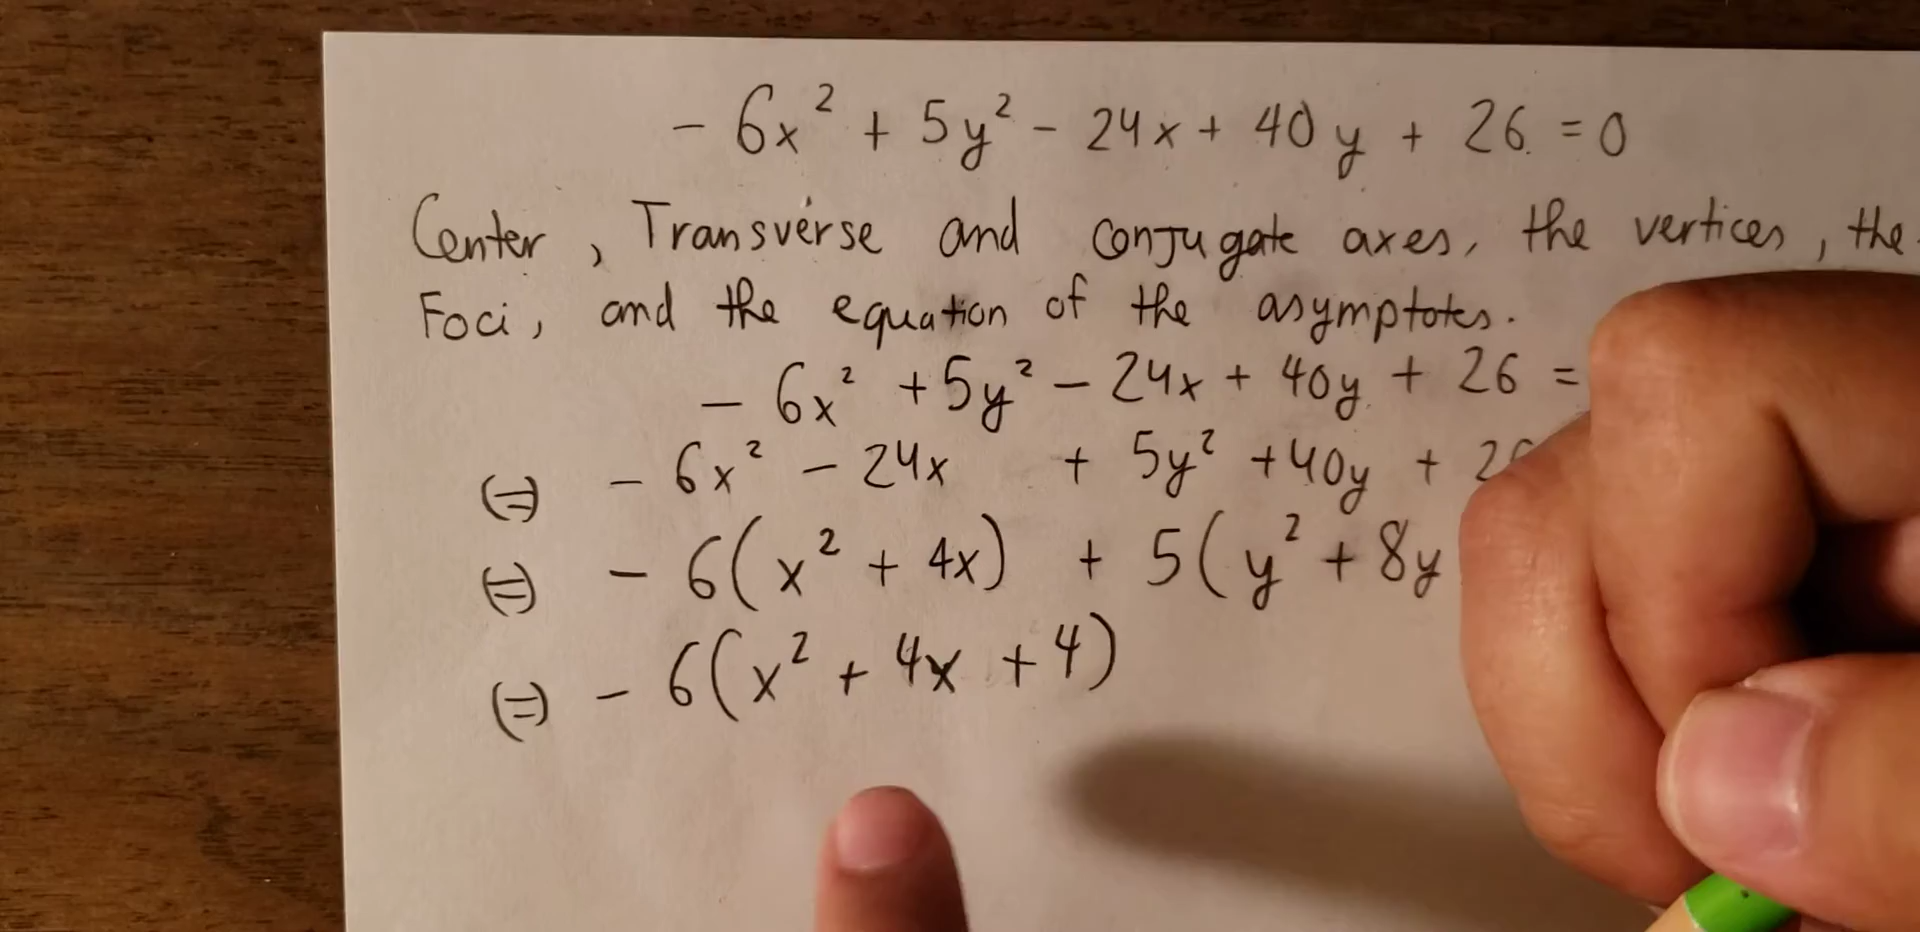 - 6x² + 5y² - 24x + 40y + 26 = 0
Center, Transverse and conjugate axes, the vertices, the
Foci, and the equation of the asymptotes.
- 6x² + 5y² - 24x + 40y + 26 =
(=) - 6x² - 24x + 5y² + 40y +
(=) - 6(x² + 4x) + 5(y² + 8y
(=) - 6(x² + 4x + 4)